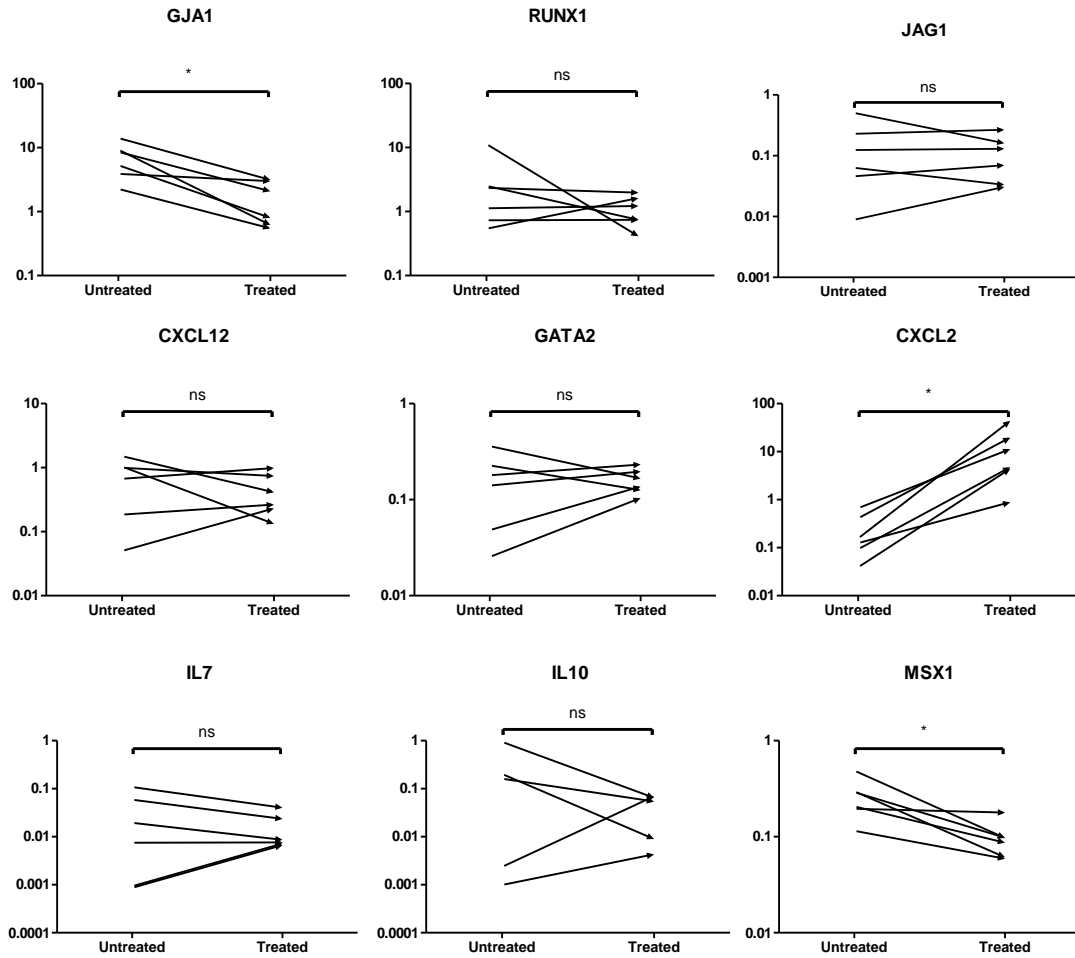 GJA1
*
100
10
1
0.1
Untreated Treated
RUNX1
ns
100
10
1
0.1
Untreated Treated
JAG1
ns
1
0.1
0.01
0.001
Untreated Treated
CXCL12
ns
10
1
0.1
0.01
Untreated Treated
GATA2
ns
1
0.1
0.01
Untreated Treated
CXCL2
*
100
10
1
0.1
0.01
Untreated Treated
IL7
ns
1
0.1
0.01
0.001
0.0001
Untreated Treated
IL10
ns
1
0.1
0.01
0.001
0.0001
Untreated Treated
MSX1
*
1
0.1
0.01
Untreated Treated